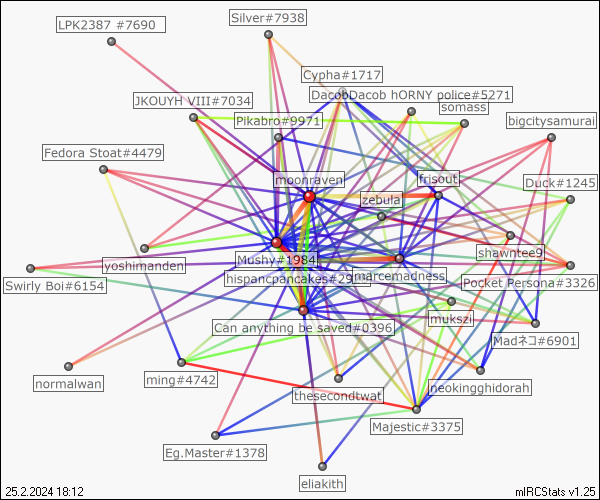 LPK2387 #7690
Silver#7938
Cypha#1717
DacobDacob hORNY police#5271
JKOUYH VIII#7034
somass
Pikabro#9971
bigcitysamurai
Fedora Stoat#4479
moonraven
frisout
Duck#1245
zebula
shawntee9
yoshimanden
Mushy#1984
Swirly Boi#6154
hispancpancakes#29
marcemadness
Pocket Persona#3326
Can anything be saved#0396
mukszi
Madネコ#6901
normalwan
ming#4742
thesecondtwat
neokingghidorah
Majestic#3375
Eg.Master#1378
eliakith
25.2.2024 18:12
mIRCStats v1.25